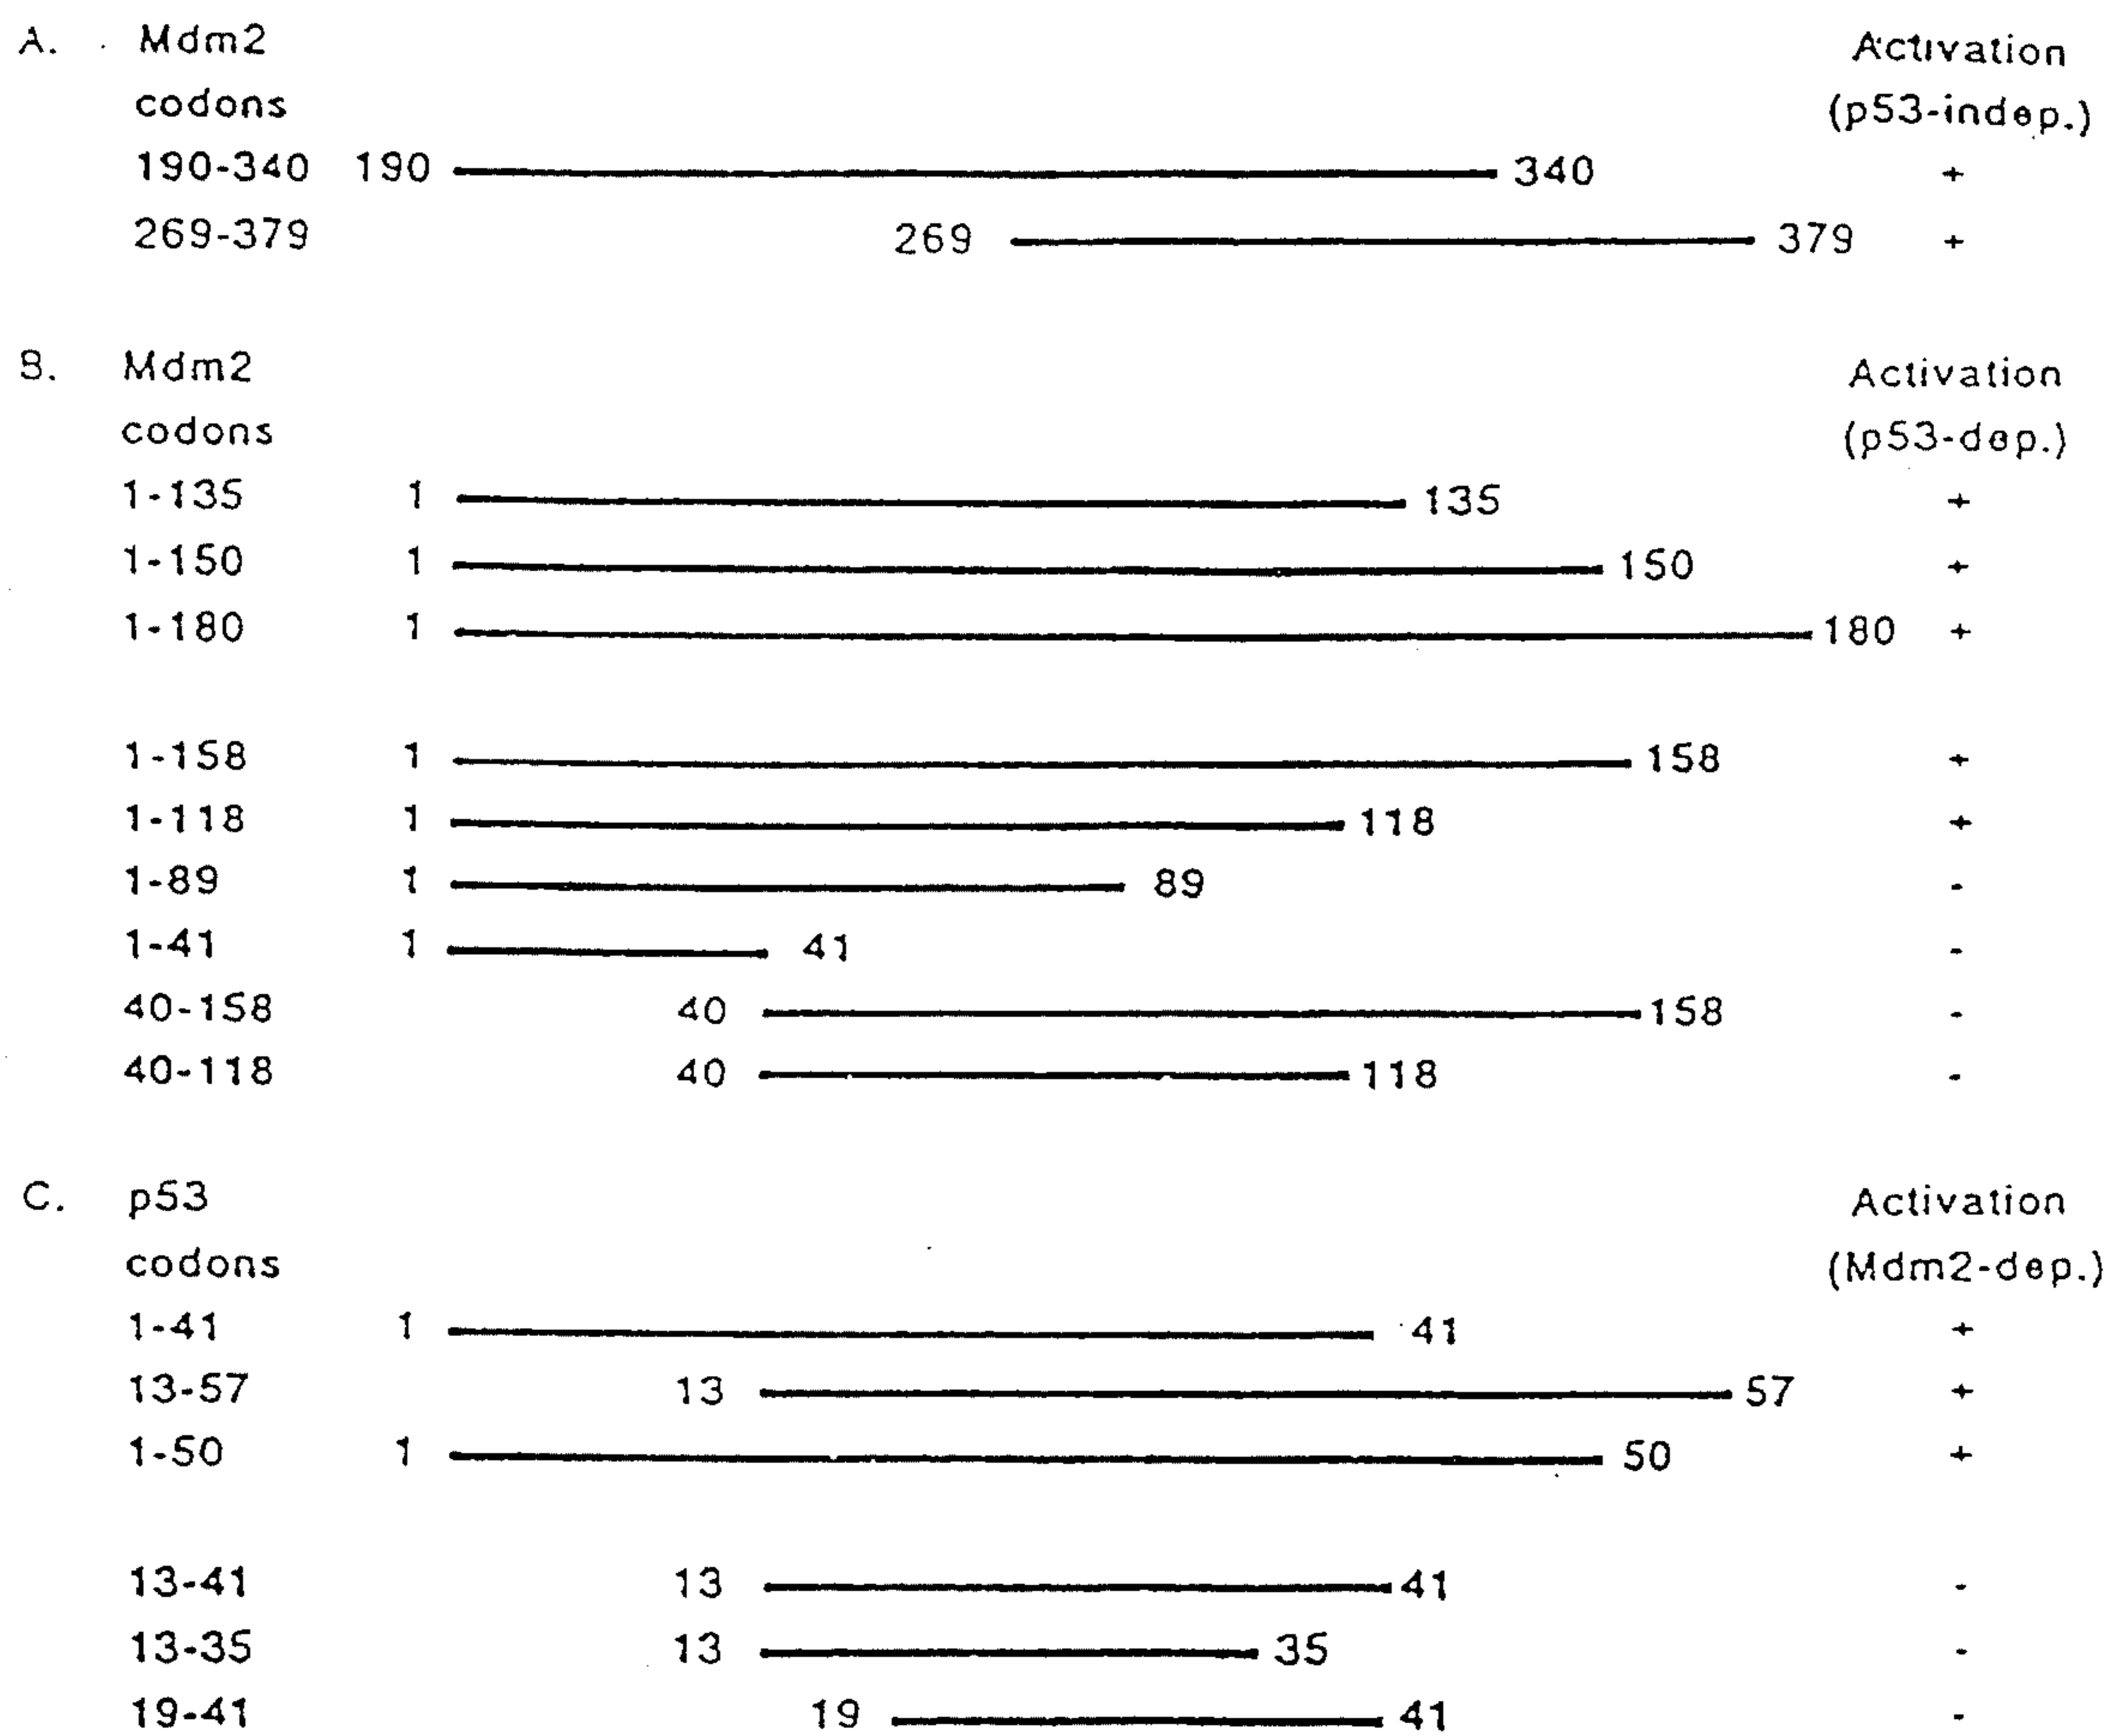 A. Mdm2 Activation
codons (p53-indep.)
190-340 190 340 +
269-379 269 379 +
B. Mdm2 Activation
codons (p53-dep.)
1-135 1 135 +
1-150 1 150 +
1-180 1 180 +
1-158 1 158 +
1-118 1 118 +
1-89 1 89 -
1-41 1 41 -
40-158 40 158 -
40-118 40 118 -
C. p53 Activation
codons (Mdm2-dep.)
1-41 1 41 +
13-57 13 57 +
1-50 1 50 +
13-41 13 41 -
13-35 13 35 -
19-41 19 41 -